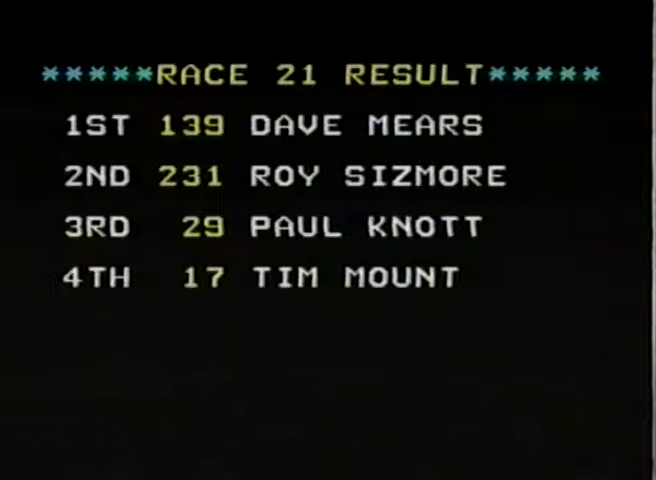 *****RACE 21 RESULT*****
1ST 139 DAVE MEARS
2ND 231 ROY SIZMORE
3RD 29 PAUL KNOTT
4TH 17 TIM MOUNT